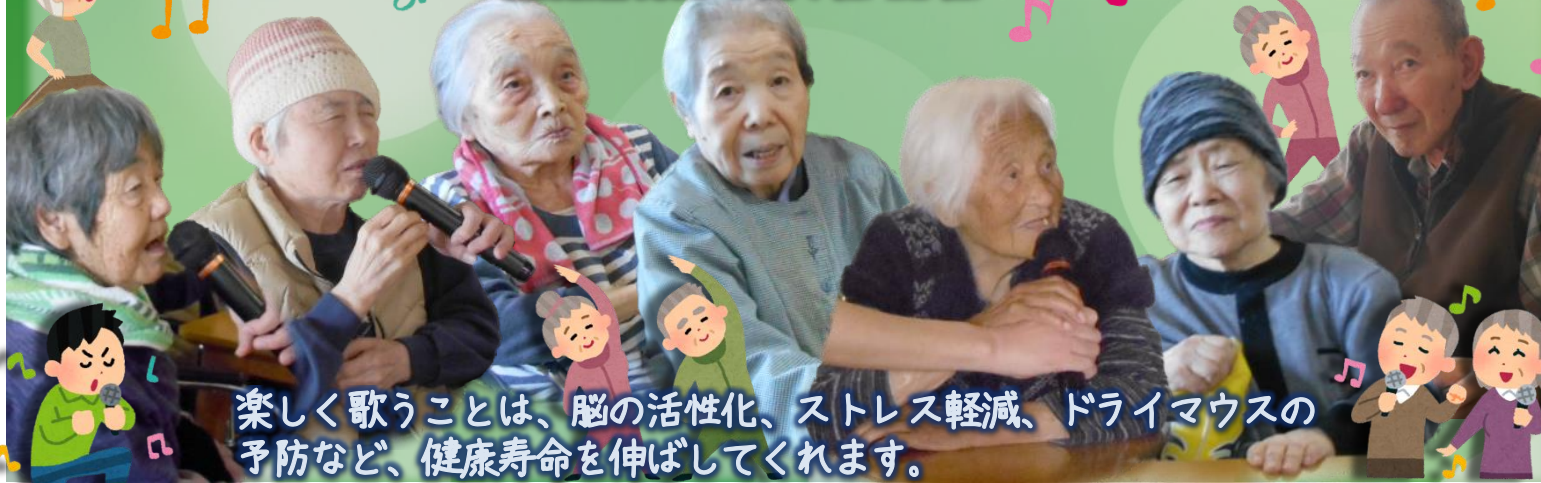 楽しく歌うことは、脳の活性化、ストレス軽減、ドライマウスの
予防など、健康寿命を伸ばしてくれます。